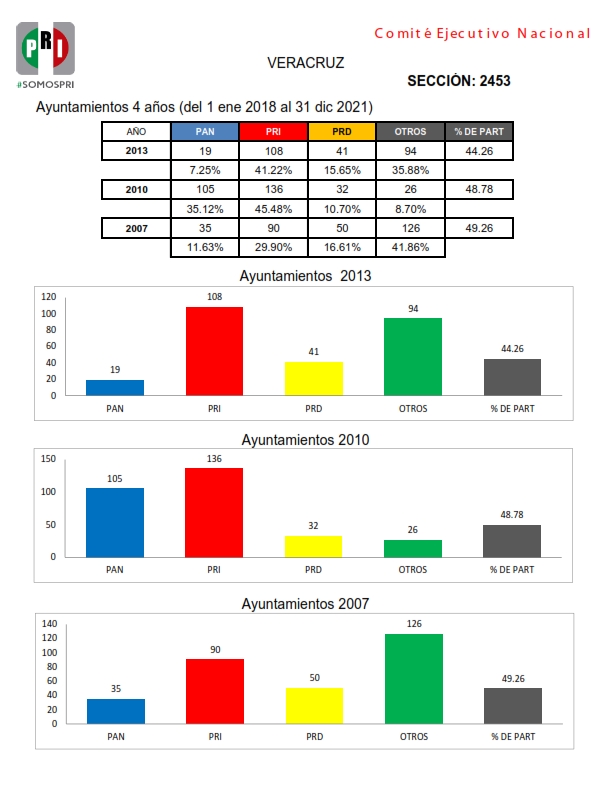 Comité Ejecutivo Nacional
PRI
#SOMOSPRI
VERACRUZ
SECCIÓN: 2453
Ayuntamientos 4 años (del 1 ene 2018 al 31 dic 2021)
AÑO PAN PRI PRD OTROS % DE PART
2013 19 108 41 94 44.26
7.25% 41.22% 15.65% 35.88%
2010 105 136 32 26 48.78
35.12% 45.48% 10.70% 8.70%
2007 35 90 50 126 49.26
11.63% 29.90% 16.61% 41.86%
Ayuntamientos 2013
120
100
80
60
40
20
0
19 108 41 94 44.26
PAN PRI PRD OTROS % DE PART
Ayuntamientos 2010
150
100
50
0
105 136 32 26 48.78
PAN PRI PRD OTROS % DE PART
Ayuntamientos 2007
140
120
100
80
60
40
20
0
35 90 50 126 49.26
PAN PRI PRD OTROS % DE PART